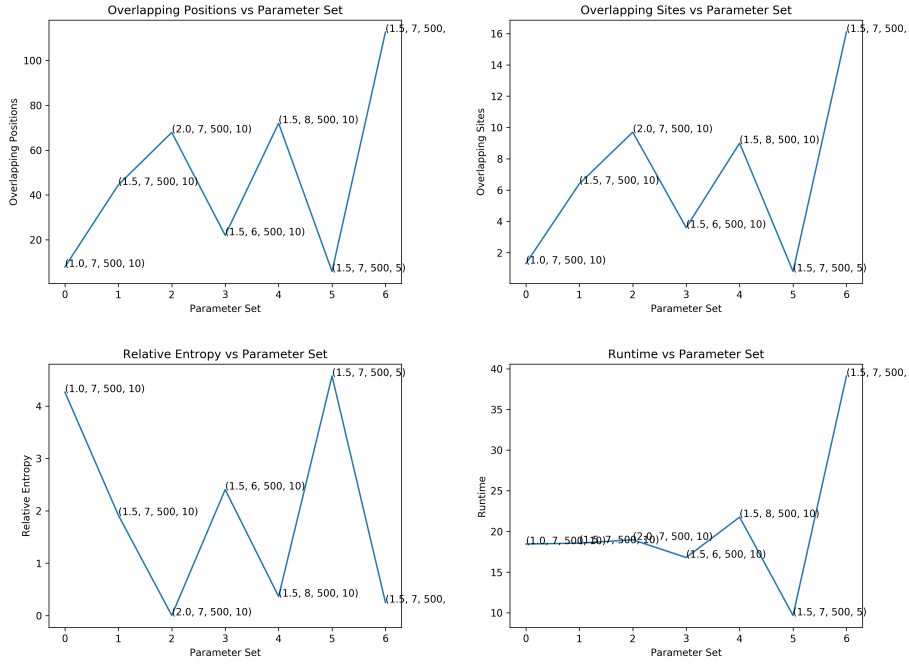 Overlapping Positions vs Parameter Set
Overlapping Positions
100
80
60
40
20
(1.0, 7, 500, 10)
(1.5, 7, 500, 10)
(2.0, 7, 500, 10)
(1.5, 6, 500, 10)
(1.5, 8, 500, 10)
(1.5, 7, 500, 5)
(1.5, 7, 500,
0 1 2 3 4 5 6
Parameter Set
Overlapping Sites vs Parameter Set
Overlapping Sites
16
14
12
10
8
6
4
2
(1.0, 7, 500, 10)
(1.5, 7, 500, 10)
(2.0, 7, 500, 10)
(1.5, 6, 500, 10)
(1.5, 8, 500, 10)
(1.5, 7, 500, 5)
(1.5, 7, 500,
0 1 2 3 4 5 6
Parameter Set
Relative Entropy vs Parameter Set
Relative Entropy
4
3
2
1
0
(1.0, 7, 500, 10)
(1.5, 7, 500, 10)
(2.0, 7, 500, 10)
(1.5, 6, 500, 10)
(1.5, 8, 500, 10)
(1.5, 7, 500, 5)
(1.5, 7, 500,
0 1 2 3 4 5 6
Parameter Set
Runtime vs Parameter Set
Runtime
40
35
30
25
20
15
10
(1.0, 7, 500, 10)
(1.5, 7, 500, 10)
(2.0, 7, 500, 10)
(1.5, 6, 500, 10)
(1.5, 8, 500, 10)
(1.5, 7, 500, 5)
(1.5, 7, 500,
0 1 2 3 4 5 6
Parameter Set